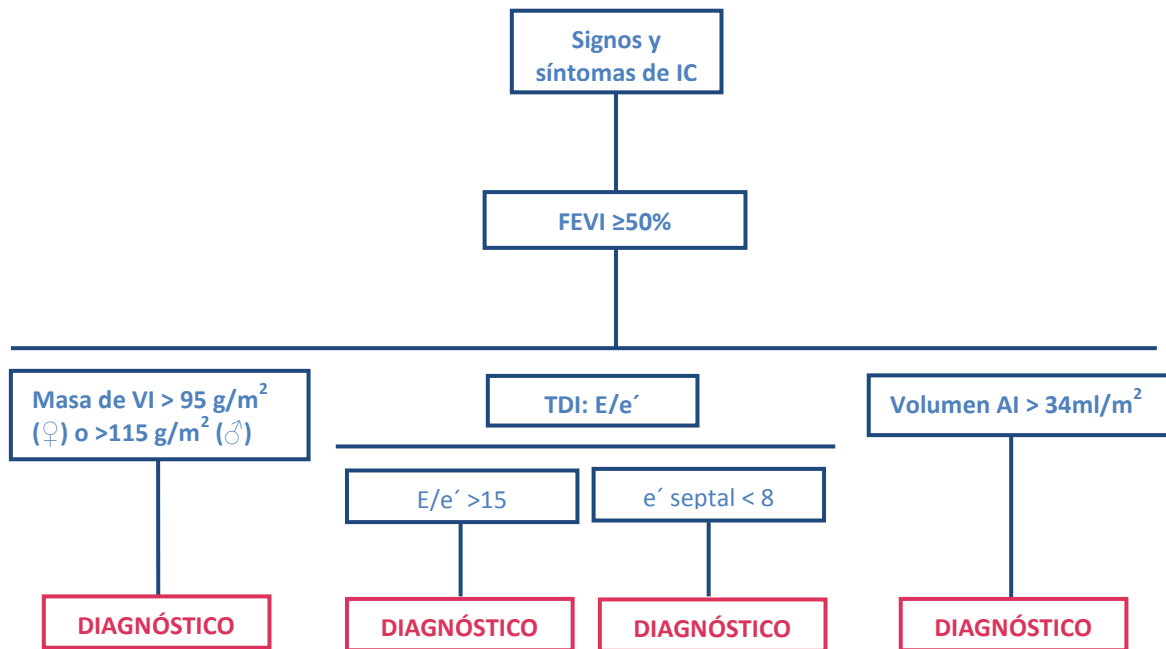 Signos y
síntomas de IC
FEVI ≥50%
Masa de VI > 95 g/m²
(♀) o >115 g/m² (♂)
TDI: E/e´
Volumen AI > 34ml/m²
E/e´ >15
e´ septal < 8
DIAGNÓSTICO
DIAGNÓSTICO
DIAGNÓSTICO
DIAGNÓSTICO